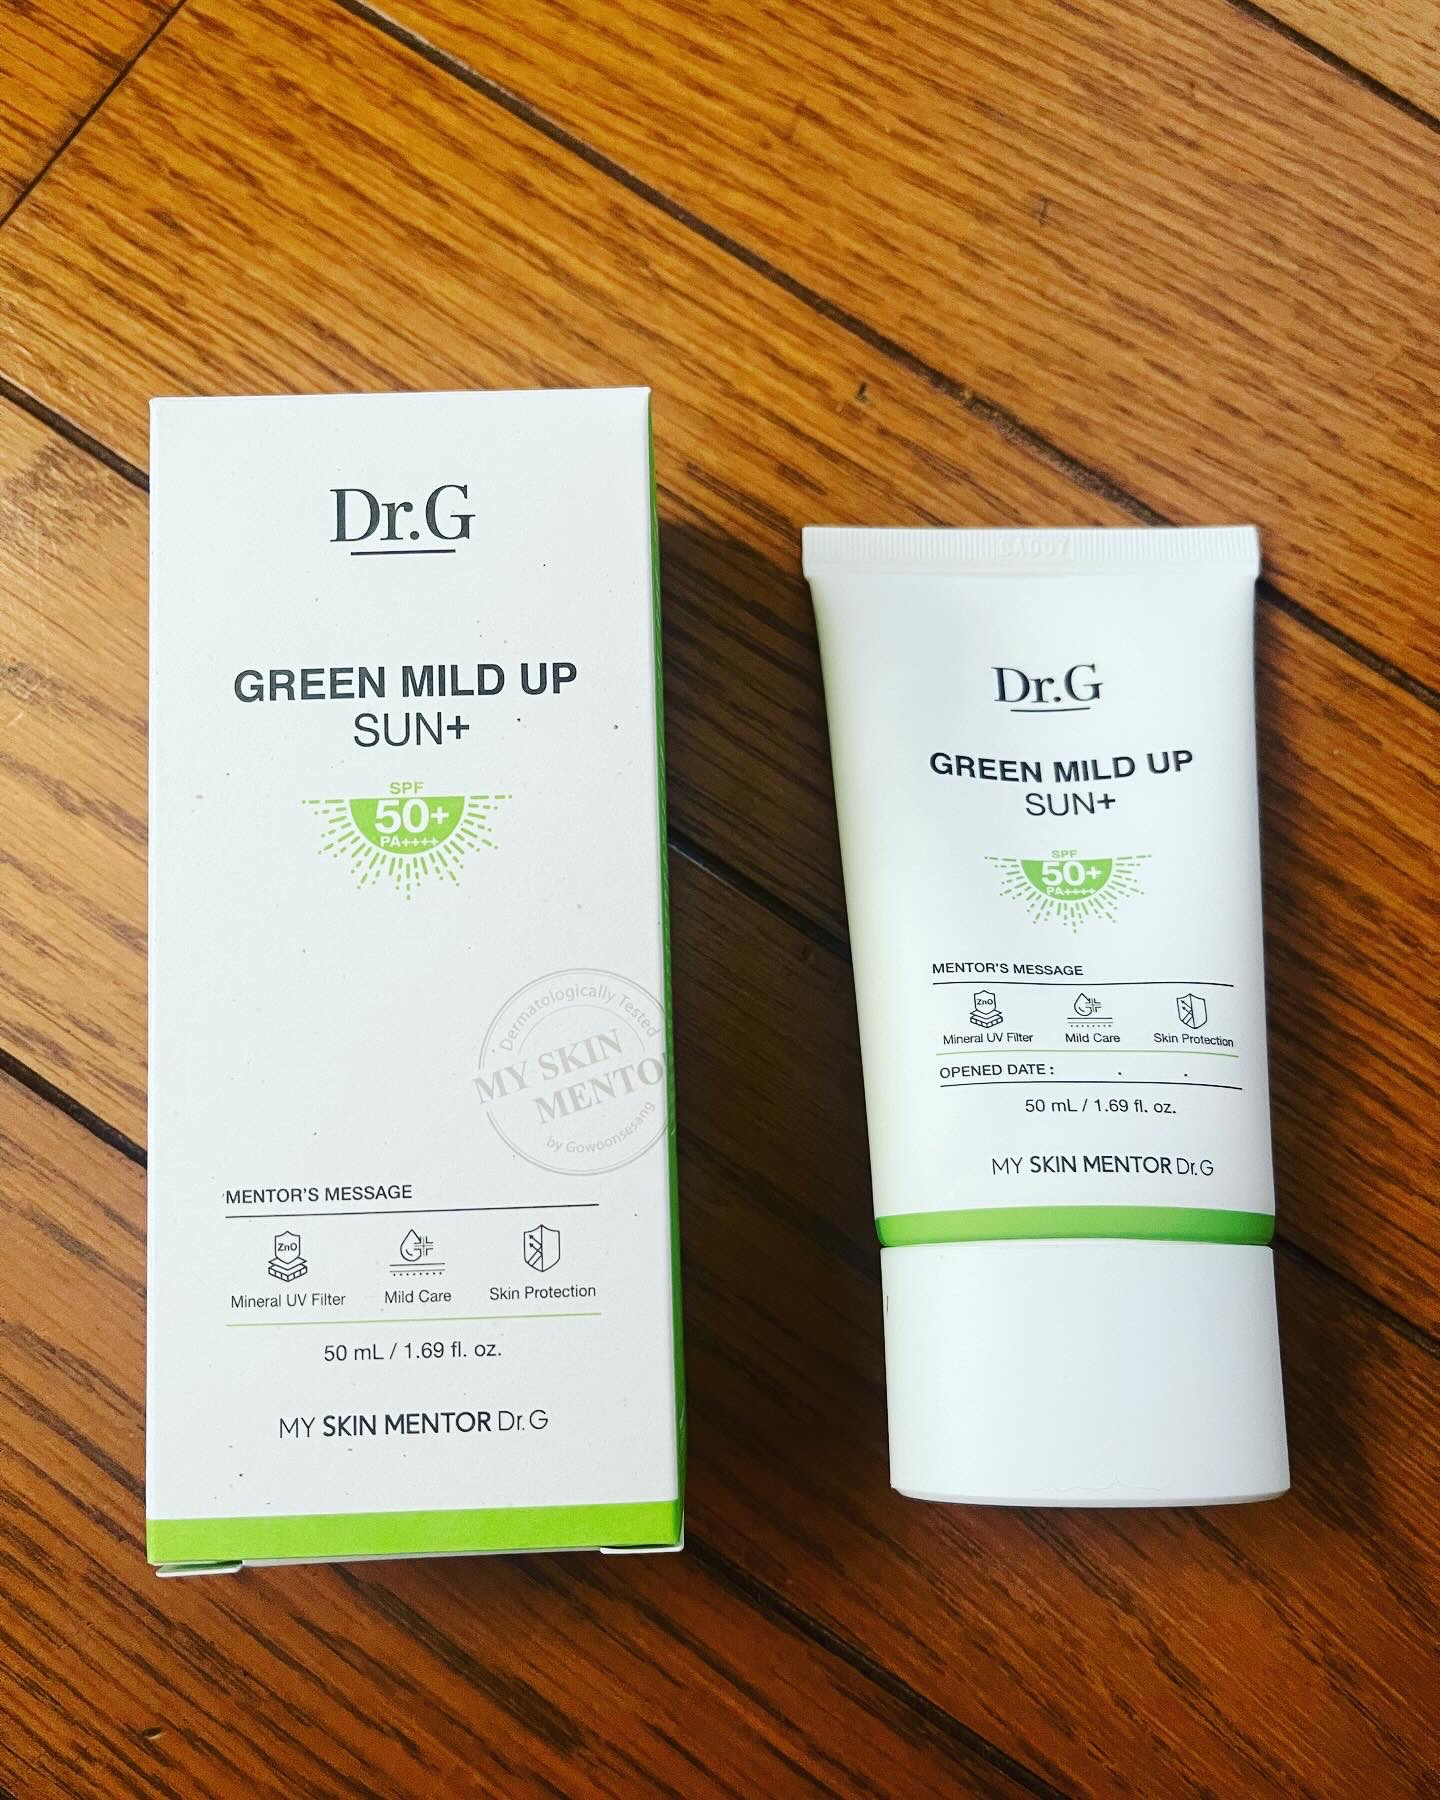 Dr.G
GREEN MILD UP
SUN+
SPF
50+
PA++++
Dermatologically Tested
MY SKIN
MENTO
by Gowoonsesang
MENTOR'S MESSAGE
ZnO
Mineral UV Filter Mild Care Skin Protection
50 mL / 1.69 fl. oz.
MY SKIN MENTOR Dr.G
Dr.G
GREEN MILD UP
SUN+
SPF
50+
PA++++
MENTOR'S MESSAGE
ZnO
Mineral UV Filter Mild Care Skin Protection
OPENED DATE : . .
50 mL / 1.69 fl. oz.
MY SKIN MENTOR Dr.G